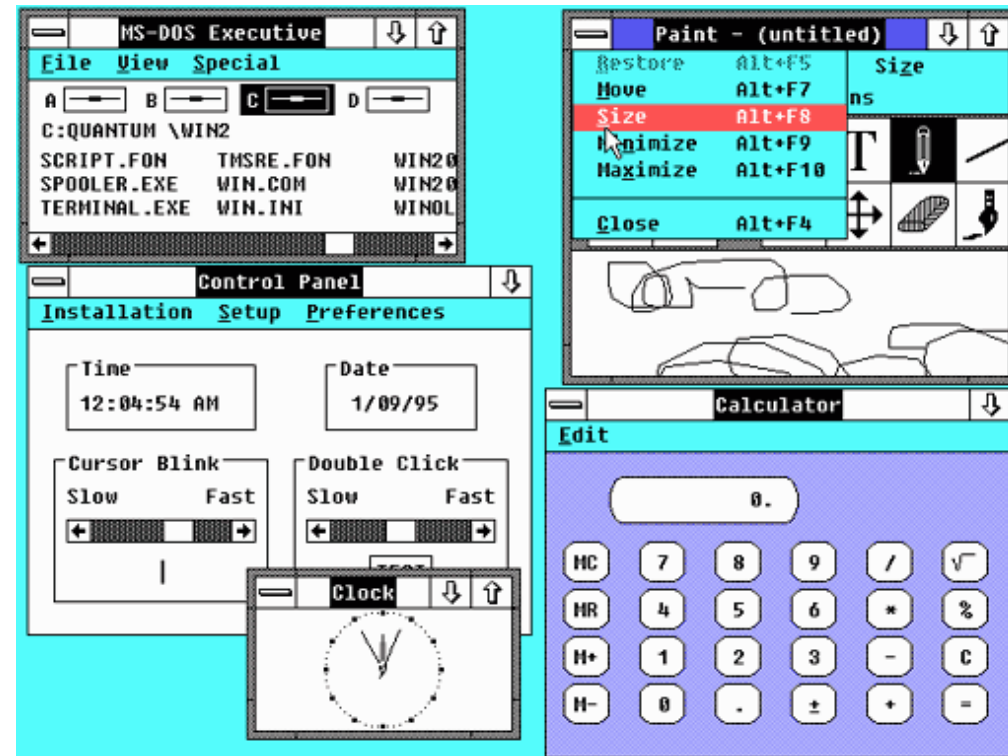 MS-DOS Executive
File View Special
A B C D
C:QUANTUM \WIN2
SCRIPT.FON TMSRE.FON WIN20
SPOOLER.EXE WIN.COM WIN20
TERMINAL.EXE WIN.INI WINOL
Paint - (untitled)
Restore Alt+F5
Move Alt+F7
Size Alt+F8
Minimize Alt+F9
Maximize Alt+F10
Close Alt+F4
Size
ns
T
Control Panel
Installation Setup Preferences
Time
12:04:54 AM
Date
1/09/95
Cursor Blink
Slow Fast
Double Click
Slow Fast
Clock
Calculator
Edit
0.
MC 7 8 9 / √
MR 4 5 6 * %
M+ 1 2 3 - C
M- 0 . ± + =